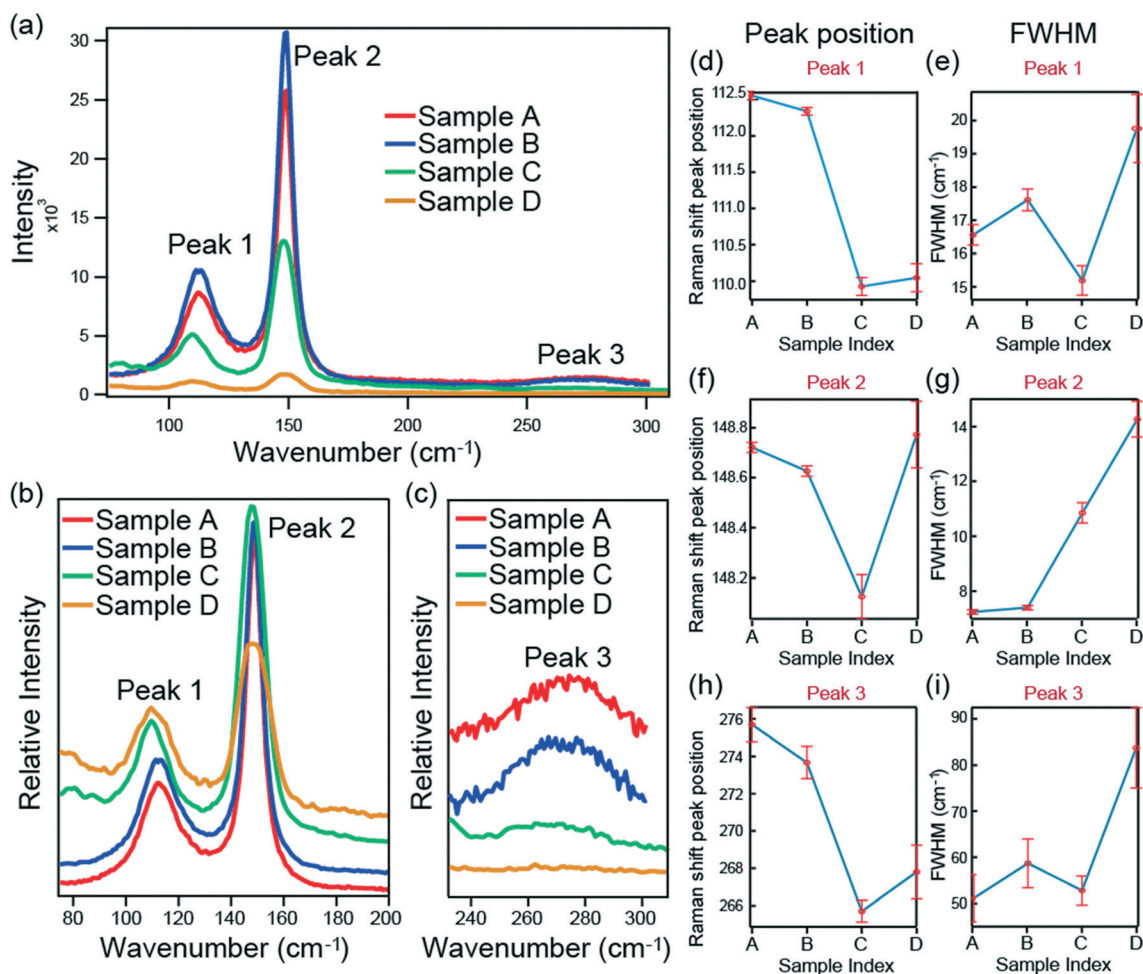 (a)
30
25
20
15
10
5
0
Intensity
x10³
Peak 1
Peak 2
Peak 3
Sample A
Sample B
Sample C
Sample D
100
150
200
250
300
Wavenumber (cm⁻¹)
(b)
Sample A
Sample B
Sample C
Sample D
Peak 2
Peak 1
Relative Intensity
80
100
120
140
160
180
200
Wavenumber (cm⁻¹)
(c)
Sample A
Sample B
Sample C
Sample D
Peak 3
Relative Intensity
240
260
280
300
Wavenumber (cm⁻¹)
Peak position
FWHM
(d)
Peak 1
Raman shift peak position
112.5
112.0
111.5
111.0
110.5
110.0
A B C D
Sample Index
(e)
Peak 1
FWHM (cm⁻¹)
20
19
18
17
16
15
A B C D
Sample Index
(f)
Peak 2
Raman shift peak position
148.8
148.6
148.4
148.2
A B C D
Sample Index
(g)
Peak 2
FWHM (cm⁻¹)
14
12
10
8
A B C D
Sample Index
(h)
Peak 3
Raman shift peak position
276
274
272
270
268
266
A B C D
Sample Index
(i)
Peak 3
FWHM (cm⁻¹)
90
80
70
60
50
A B C D
Sample Index